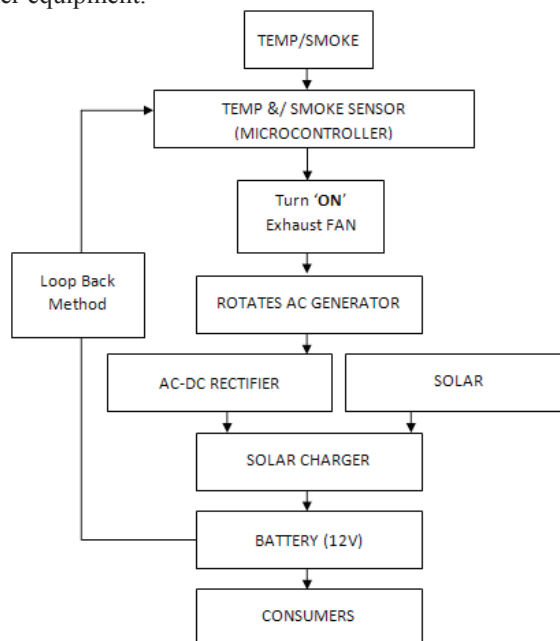 er equipment.
TEMP/SMOKE
TEMP &/ SMOKE SENSOR
(MICROCONTROLLER)
Turn ‘ON’
Exhaust FAN
Loop Back
Method
ROTATES AC GENERATOR
AC-DC RECTIFIER
SOLAR
SOLAR CHARGER
BATTERY (12V)
CONSUMERS